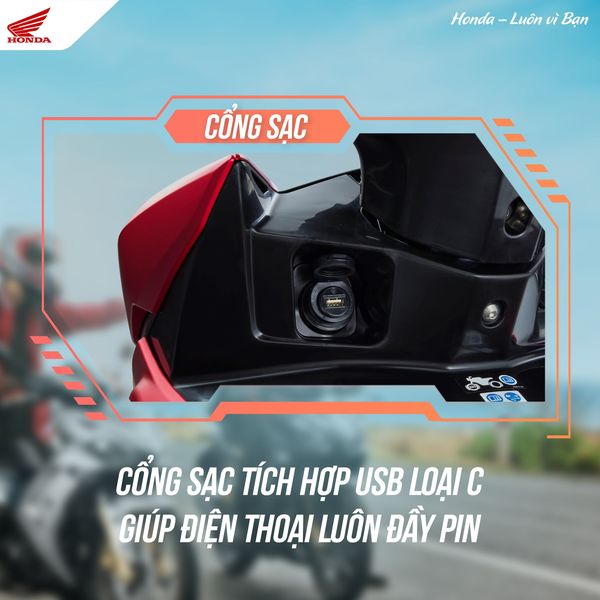 HONDA
Honda – Luôn vì Bạn
CỔNG SẠC
CỔNG SẠC TÍCH HỢP USB LOẠI C
GIÚP ĐIỆN THOẠI LUÔN ĐẦY PIN